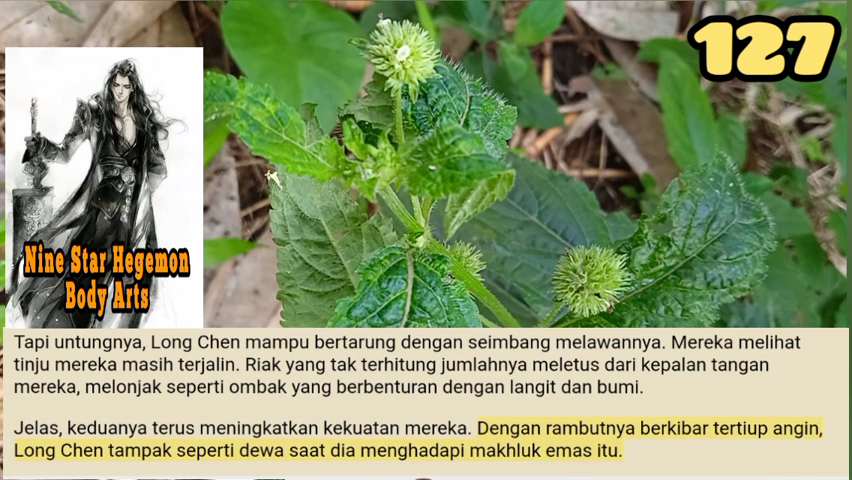 127
Nine Star Hegemon
Body Arts
Tapi untungnya, Long Chen mampu bertarung dengan seimbang melawannya. Mereka melihat
tinju mereka masih terjalin. Riak yang tak terhitung jumlahnya meletus dari kepalan tangan
mereka, melonjak seperti ombak yang berbenturan dengan langit dan bumi.
Jelas, keduanya terus meningkatkan kekuatan mereka. Dengan rambutnya berkibar tertiup angin,
Long Chen tampak seperti dewa saat dia menghadapi makhluk emas itu.